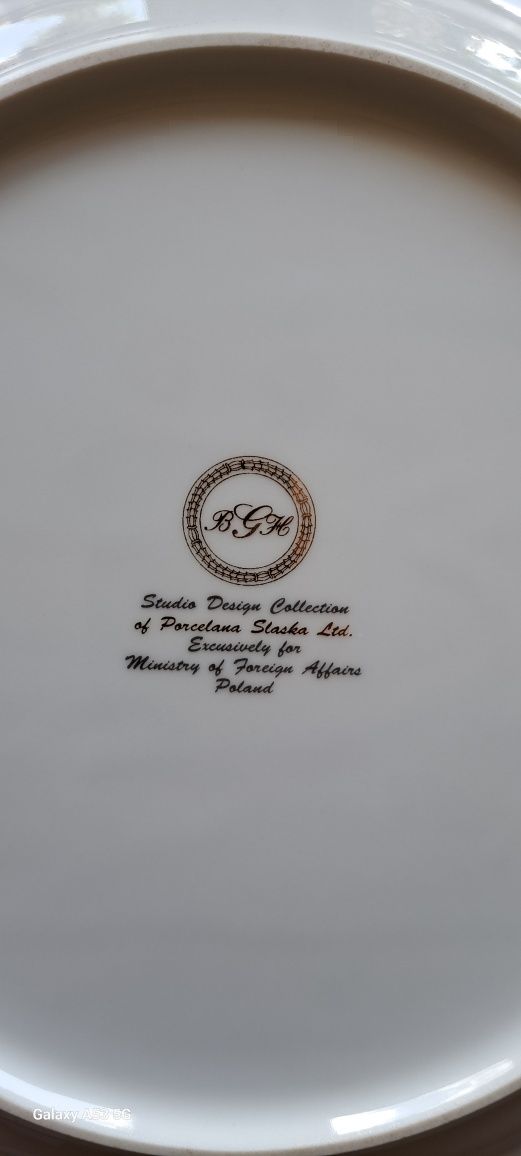 BGH
Studio Design Collection
of Porcelana Slaska Ltd.
Excusively for
Ministry of Foreign Affairs
Poland
Galaxy A53 5G